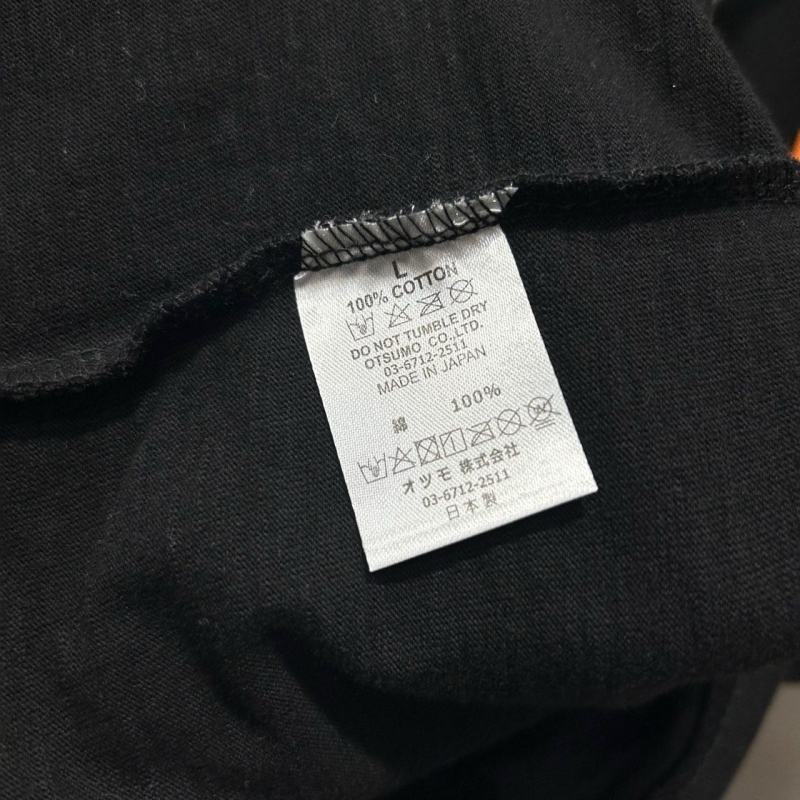 L
100% COTTON
DO NOT TUMBLE DRY
OTSUMO CO.,LTD.
03-6712-2511
MADE IN JAPAN
綿 100%
オツモ 株式会社
03-6712-2511
日本製